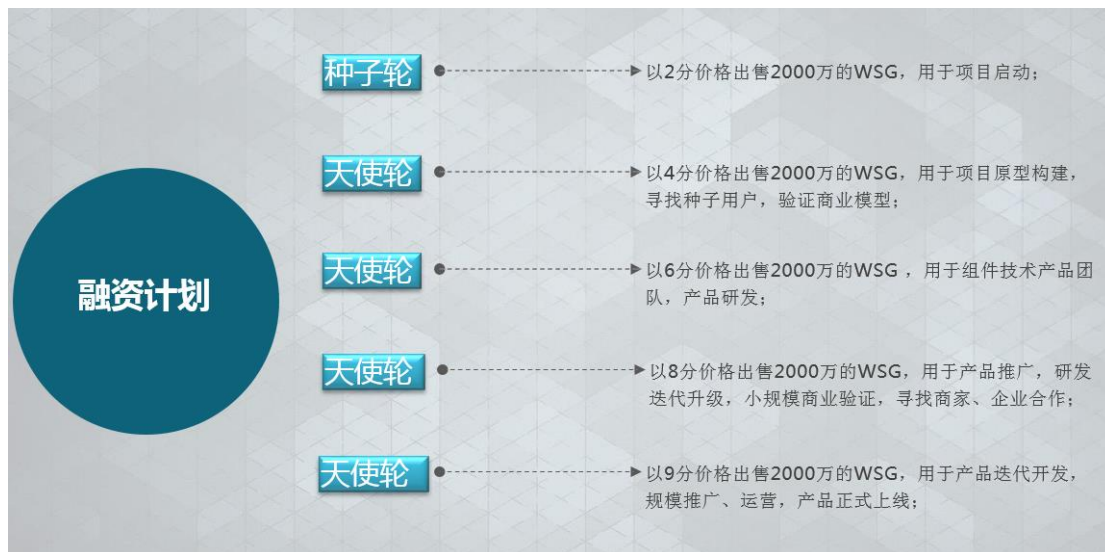 融资计划
种子轮
以2分价格出售2000万的WSG，用于项目启动；
天使轮
以4分价格出售2000万的WSG，用于项目原型构建，
寻找种子用户，验证商业模型；
天使轮
以6分价格出售2000万的WSG ，用于组件技术产品团
队，产品研发；
天使轮
以8分价格出售2000万的WSG，用于产品推广，研发
迭代升级，小规模商业验证，寻找商家、企业合作；
天使轮
以9分价格出售2000万的WSG，用于产品迭代开发，
规模推广、运营，产品正式上线；